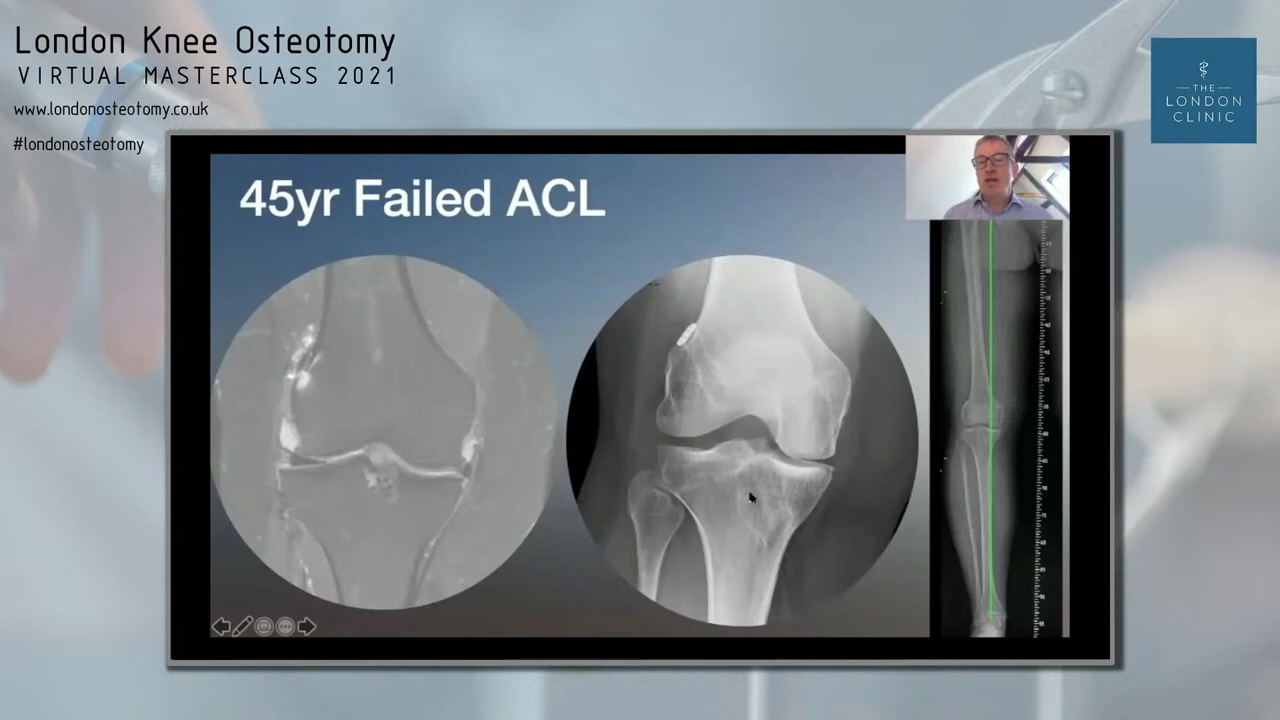 London Knee Osteotomy
VIRTUAL MASTERCLASS 2021
www.londonosteotomy.co.uk
#londonosteotomy
THE
LONDON
CLINIC
45yr Failed ACL